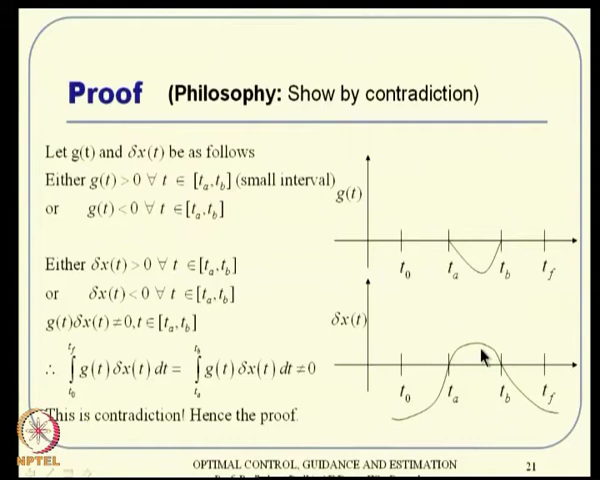 Proof (Philosophy: Show by contradiction)
Let g(t) and δx(t) be as follows
Either g(t) > 0 ∀ t ∈ [t_a, t_b] (small interval)
or g(t) < 0 ∀ t ∈ [t_a, t_b]
Either δx(t) > 0 ∀ t ∈ [t_a, t_b]
or δx(t) < 0 ∀ t ∈ [t_a, t_b]
g(t)δx(t) ≠ 0, t ∈ [t_a, t_b]
∴ ∫_{t_0}^{t_f} g(t) δx(t) dt = ∫_{t_a}^{t_b} g(t) δx(t) dt ≠ 0
This is contradiction! Hence the proof.
g(t)
t_0 t_a t_b t_f
δx(t)
t_0 t_a t_b t_f
NPTEL
OPTIMAL CONTROL, GUIDANCE AND ESTIMATION
21